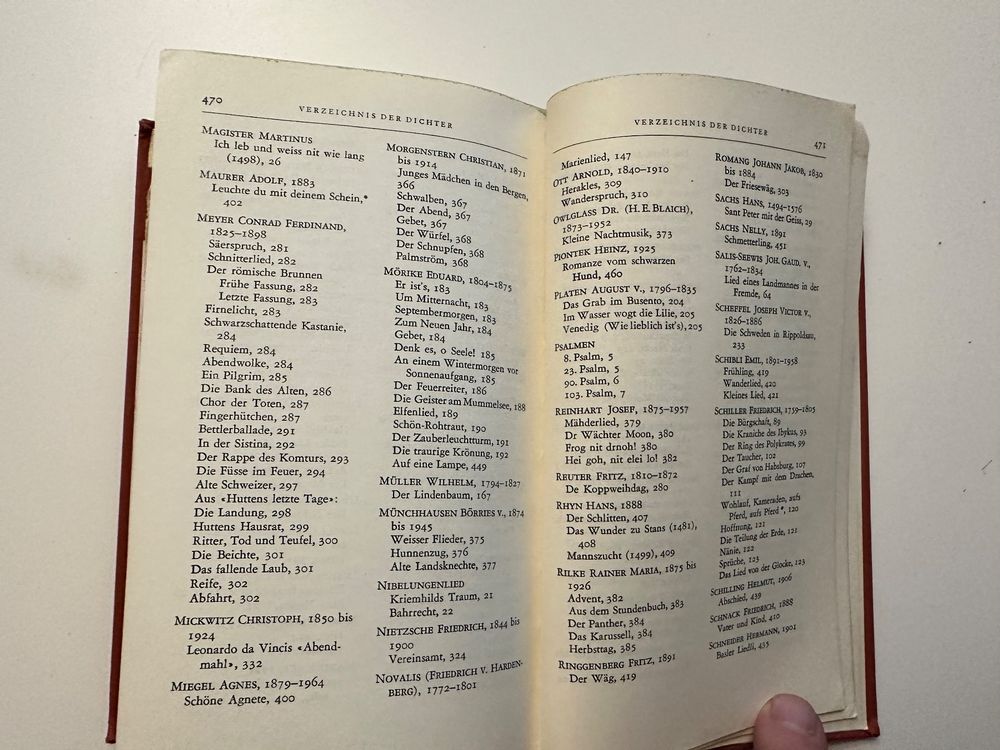 470
VERZEICHNIS DER DICHTER
MAGISTER MARTINUS
Ich leb und weiss nit wie lang
(1498), 26
MAURER ADOLF, 1883
Leuchte du mit deinem Schein,*
402
MEYER CONRAD FERDINAND,
1825–1898
Säerspruch, 281
Schnitterlied, 282
Der römische Brunnen
Frühe Fassung, 282
Letzte Fassung, 283
Firnelicht, 283
Schwarzschattende Kastanie,
284
Requiem, 284
Abendwolke, 284
Ein Pilgrim, 285
Die Bank des Alten, 286
Chor der Toten, 287
Fingerhütchen, 287
Bettlerballade, 291
In der Sistina, 292
Der Rappe des Komturs, 293
Die Füsse im Feuer, 294
Alte Schweizer, 297
Aus «Huttens letzte Tage»:
Die Landung, 298
Huttens Hausrat, 299
Ritter, Tod und Teufel, 300
Die Beichte, 301
Das fallende Laub, 301
Reife, 302
Abfahrt, 302
MICKWITZ CHRISTOPH, 1850 bis
1924
Leonardo da Vincis «Abend-
mahl», 332
MIEGEL AGNES, 1879–1964
Schöne Agnete, 400
MORGENSTERN CHRISTIAN, 1871
bis 1914
Junges Mädchen in den Bergen,
366
Schwalben, 367
Der Abend, 367
Gebet, 367
Der Würfel, 368
Der Schnupfen, 368
Palmström, 368
MÖRIKE EDUARD, 1804–1875
Er ist's, 183
Um Mitternacht, 183
Septembermorgen, 183
Zum Neuen Jahr, 184
Gebet, 184
Denk es, o Seele! 185
An einem Wintermorgen vor
Sonnenaufgang, 185
Der Feuerreiter, 186
Die Geister am Mummelsee, 188
Elfenlied, 189
Schön-Rohtraut, 190
Der Zauberleuchtturm, 191
Die traurige Krönung, 192
Auf eine Lampe, 449
MÜLLER WILHELM, 1794–1827
Der Lindenbaum, 167
MÜNCHHAUSEN BÖRRIES V., 1874
bis 1945
Weisser Flieder, 375
Hunnenzug, 376
Alte Landsknechte, 377
NIBELUNGENLIED
Kriemhilds Traum, 21
Bahrrecht, 22
NIETZSCHE FRIEDRICH, 1844 bis
1900
Vereinsamt, 324
NOVALIS (FRIEDRICH V. HARDEN-
BERG), 1772–1801
VERZEICHNIS DER DICHTER
471
Marienlied, 147
OTT ARNOLD, 1840–1910
Herakles, 309
Wanderspruch, 310
OWLGLASS DR. (H. E. BLAICH),
1873–1952
Kleine Nachtmusik, 373
PIONTEK HEINZ, 1925
Romanze vom schwarzen
Hund, 460
PLATEN AUGUST V., 1796–1835
Das Grab im Busento, 204
Im Wasser wogt die Lilie, 205
Venedig (Wie lieblich ist's), 205
PSALMEN
8. Psalm, 5
23. Psalm, 5
90. Psalm, 6
103. Psalm, 7
REINHART JOSEF, 1875–1957
Mähderlied, 379
Dr Wächter Moon, 380
Frog nit drnoh! 380
Hei goh, nit elei lo! 382
REUTER FRITZ, 1810–1872
De Koppweihdag, 280
RHYN HANS, 1888
Der Schlitten, 407
Das Wunder zu Stans (1481),
408
Mannszucht (1499), 409
RILKE RAINER MARIA, 1875 bis
1926
Advent, 382
Aus dem Stundenbuch, 383
Der Panther, 384
Das Karussell, 384
Herbsttag, 385
RINGGENBERG FRITZ, 1891
Der Wäg, 419
ROMANG JOHANN JAKOB, 1830
bis 1884
Der Friesewäg, 303
SACHS HANS, 1494–1576
Sant Peter mit der Geiss, 29
SACHS NELLY, 1891
Schmetterling, 451
SALIS-SEEWIS JOH. GAUD. V.,
1762–1834
Lied eines Landmannes in der
Fremde, 64
SCHEFFEL JOSEPH VICTOR V.,
1826–1886
Die Schweden in Rippoldsau,
233
SCHIBLI EMIL, 1891–1958
Frühling, 419
Wanderlied, 420
Kleines Lied, 421
SCHILLER FRIEDRICH, 1759–1805
Die Bürgschaft, 89
Die Kraniche des Ibykus, 93
Der Ring des Polykrates, 99
Der Taucher, 102
Der Graf von Habsburg, 107
Der Kampf mit dem Drachen,
111
Wohlauf, Kameraden, aufs
Pferd, aufs Pferd*, 120
Hoffnung, 121
Die Teilung der Erde, 121
Nänie, 122
Sprüche, 123
Das Lied von der Glocke, 123
SCHILLING HELMUT, 1906
Abschied, 439
SCHNACK FRIEDRICH, 1888
Vater und Kind, 410
SCHNEIDER HERMANN, 1901
Basler Liedli, 435